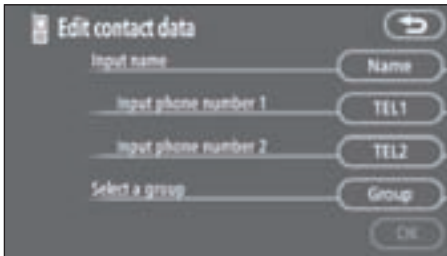 Edit contact data
Input name Name
Input phone number 1 TEL1
Input phone number 2 TEL2
Select a group Group
OK